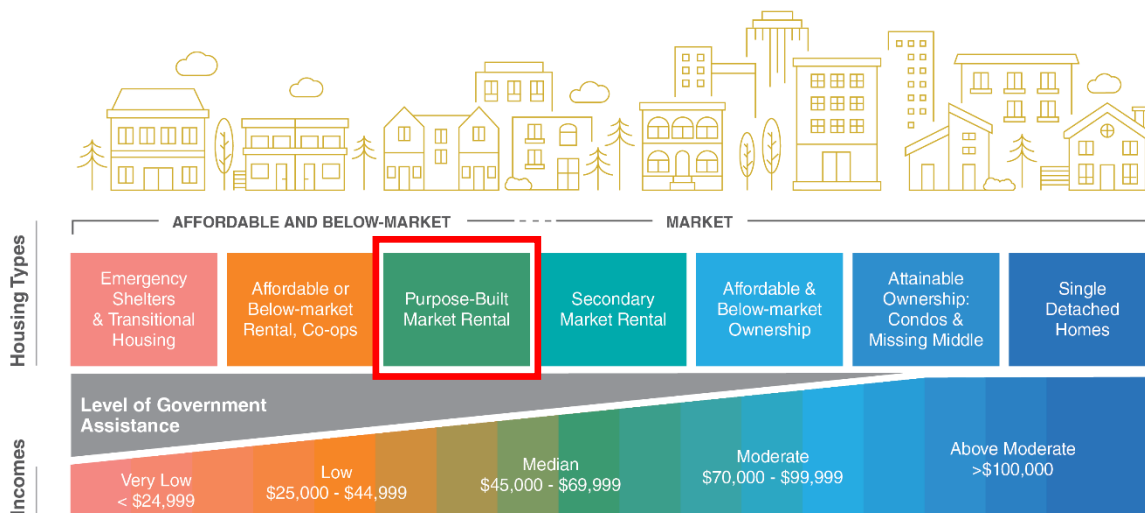 AFFORDABLE AND BELOW-MARKET
MARKET
Housing Types
Emergency
Shelters
& Transitional
Housing
Affordable or
Below-market
Rental, Co-ops
Purpose-Built
Market Rental
Secondary
Market Rental
Affordable &
Below-market
Ownership
Attainable
Ownership:
Condos &
Missing Middle
Single
Detached
Homes
Level of Government
Assistance
Incomes
Very Low
< $24,999
Low
$25,000 - $44,999
Median
$45,000 - $69,999
Moderate
$70,000 - $99,999
Above Moderate
>$100,000